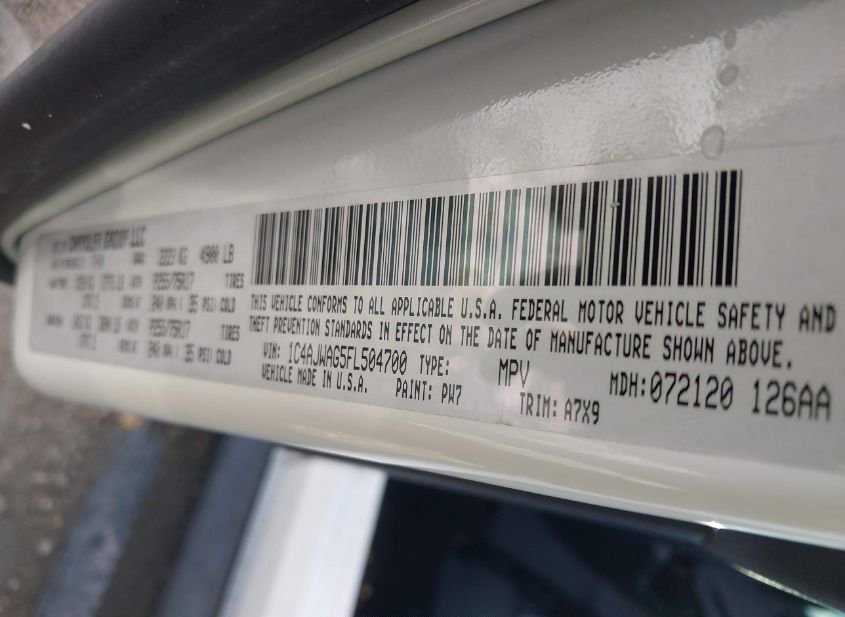 CHRYSLER GROUP LLC
2223 KG 4900 LB
P255/75R17 TIRES
240 KPA ( 35 PSI) COLD
P255/75R17 TIRES
240 KPA ( 35 PSI) COLD
THIS VEHICLE CONFORMS TO ALL APPLICABLE U.S.A. FEDERAL MOTOR VEHICLE SAFETY AND
THEFT PREVENTION STANDARDS IN EFFECT ON THE DATE OF MANUFACTURE SHOWN ABOVE.
VIN: 1C4AJWAG5FL504700 TYPE: MPV MDH:072120 126AA
VEHICLE MADE IN U.S.A. PAINT: PW7 TRIM: A7X9